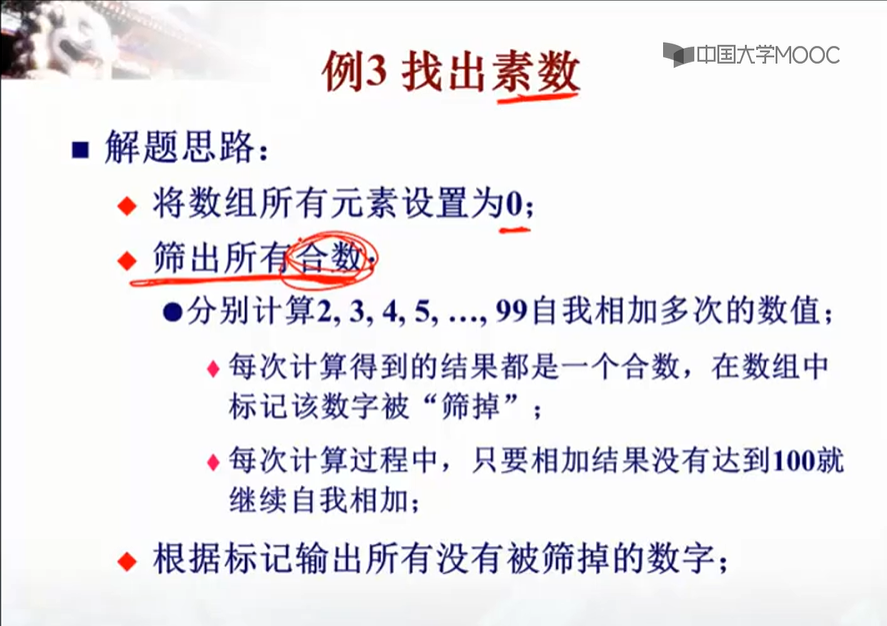 中国大学MOOC
例3 找出素数
解题思路：
将数组所有元素设置为0；
筛出所有合数；
分别计算2, 3, 4, 5, …, 99自我相加多次的数值；
每次计算得到的结果都是一个合数，在数组中
标记该数字被“筛掉”；
每次计算过程中，只要相加结果没有达到100就
继续自我相加；
根据标记输出所有没有被筛掉的数字；